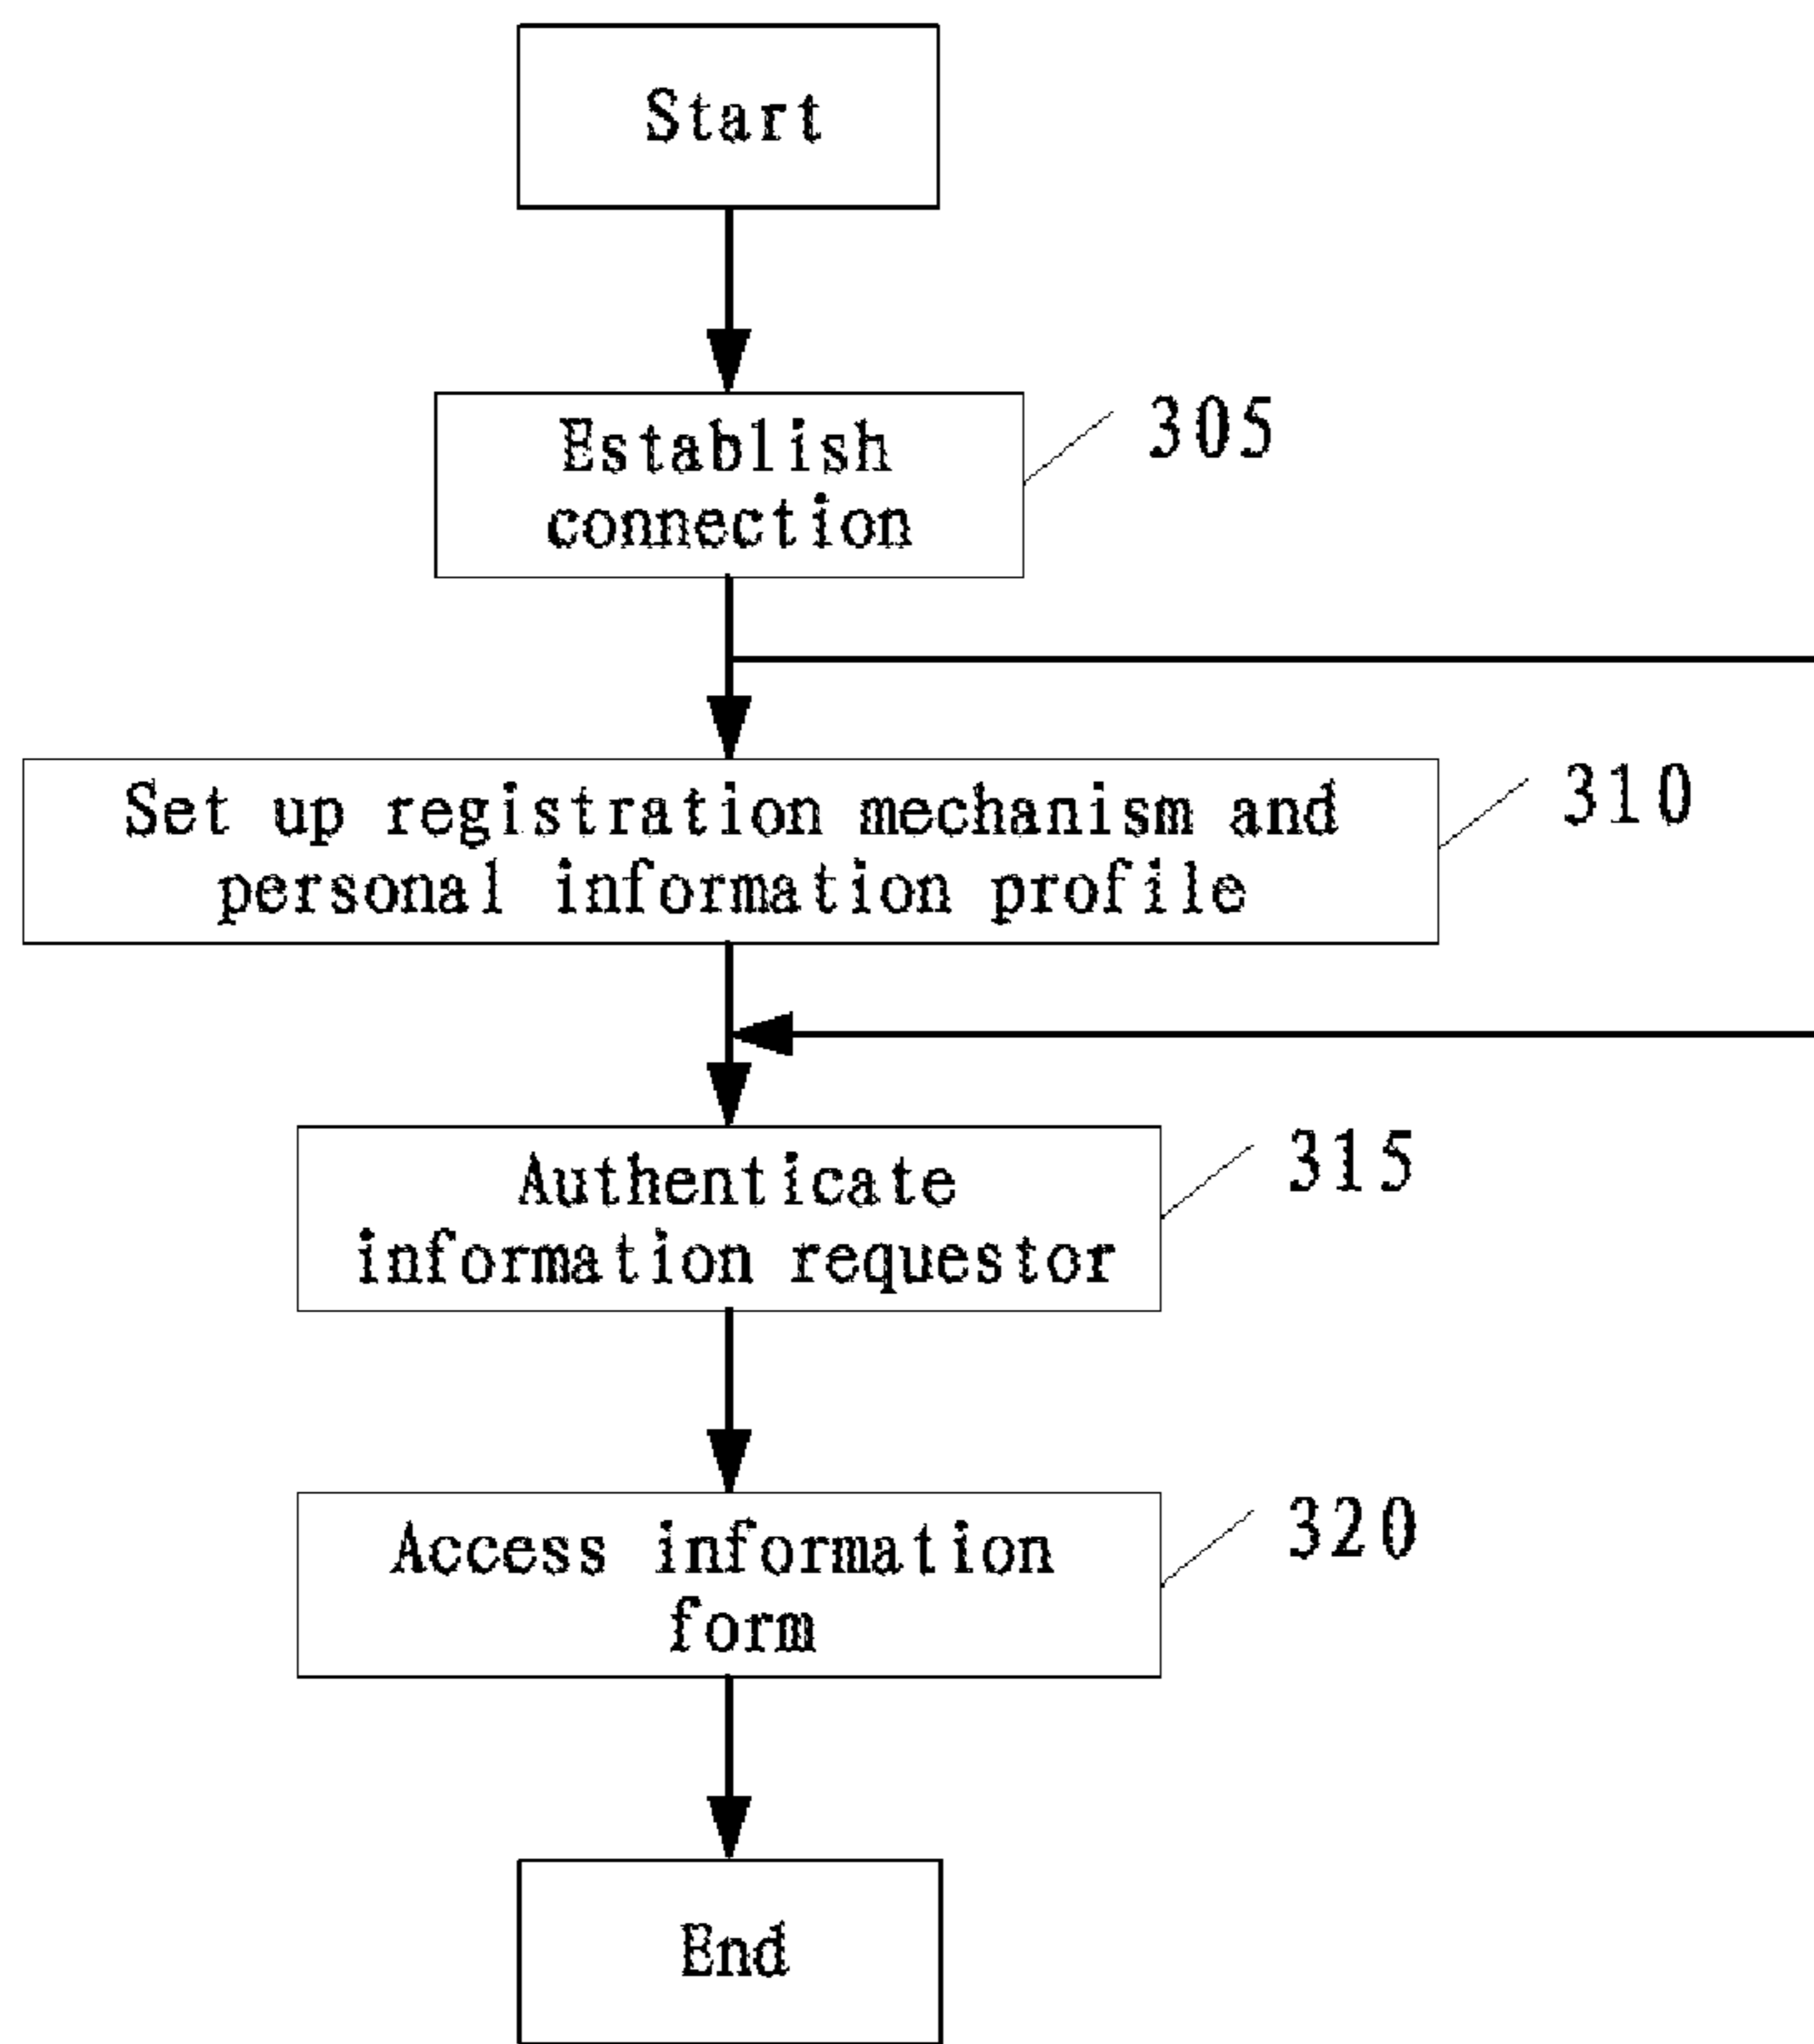 Start
Establish
connection
305
Set up registration mechanism and
personal information profile
310
Authenticate
information requestor
315
Access information
form
320
End